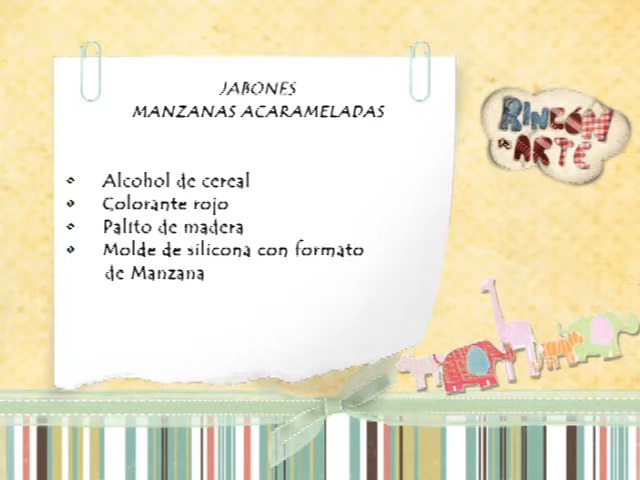 JABONES
MANZANAS ACARAMELADAS
• Alcohol de cereal
• Colorante rojo
• Palito de madera
• Molde de silicona con formato
de Manzana
RINCÓN
DE ARTE